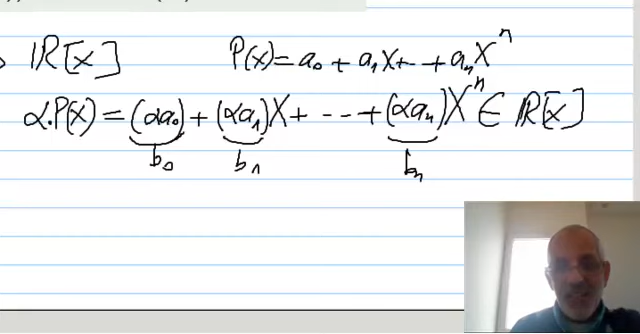 ℝ[X] P(X) = a₀ + a₁X + ‑ ‑ + aₙXⁿ
α.P(X) = (αa₀) + (αa₁)X + ‑ ‑ ‑ + (αaₙ)Xⁿ ∈ ℝ[X]
b₀ b₁ bₙ